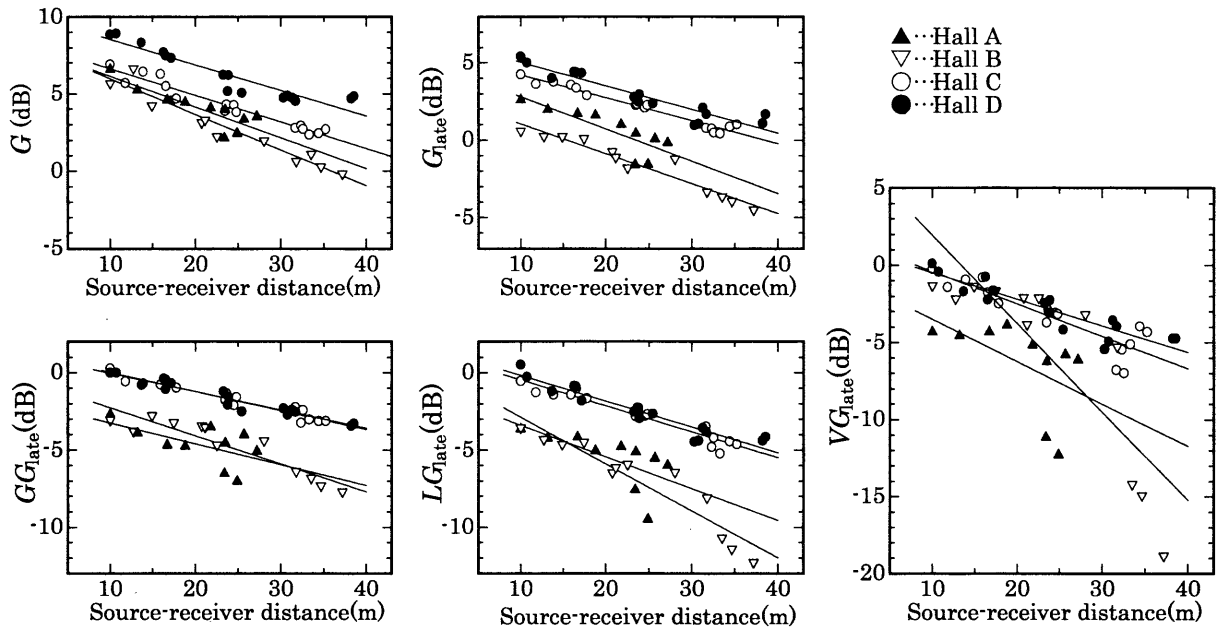 ▲···Hall A
▽···Hall B
○···Hall C
●···Hall D
10
5
0
-5
G (dB)
10 20 30 40
Source-receiver distance(m)
5
0
-5
G_late (dB)
10 20 30 40
Source-receiver distance(m)
0
-5
-10
GG_late(dB)
10 20 30 40
Source-receiver distance(m)
0
-5
-10
LG_late (dB)
10 20 30 40
Source-receiver distance(m)
5
0
-5
-10
-15
-20
VG_late(dB)
10 20 30 40
Source-receiver distance(m)